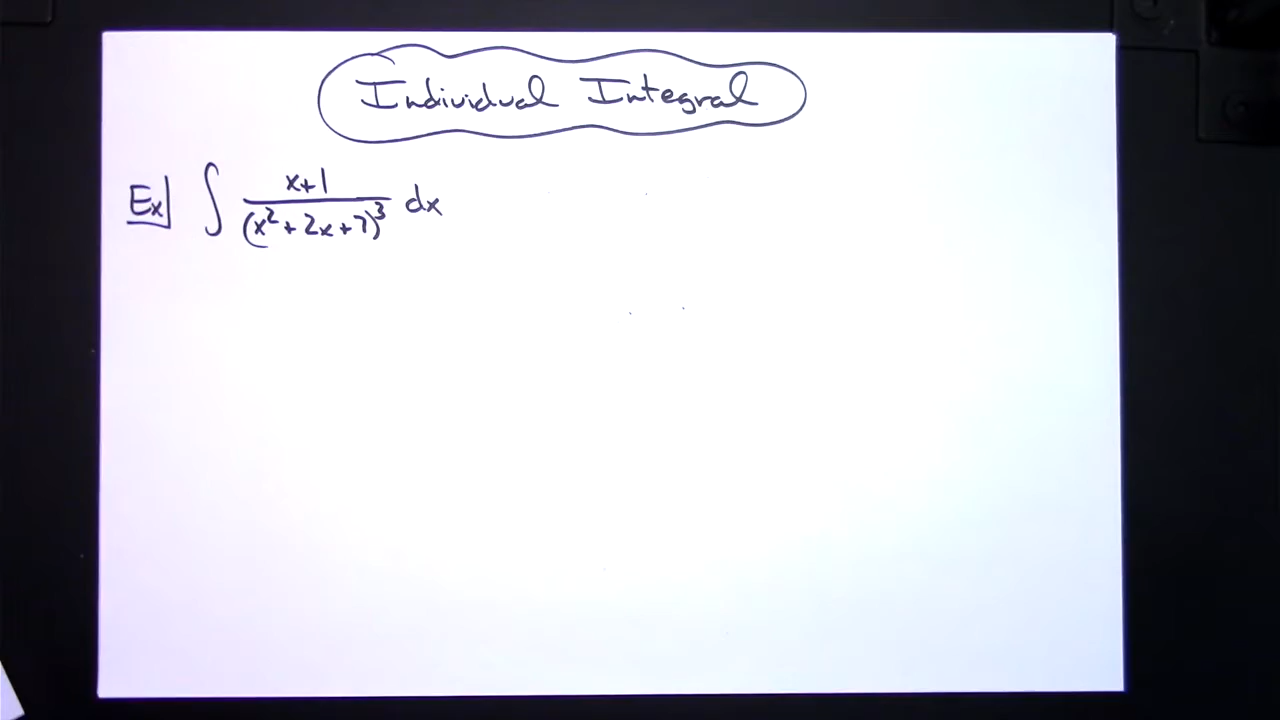 Individual Integral
Ex ∫ x+1 / (x² + 2x + 7)³ dx